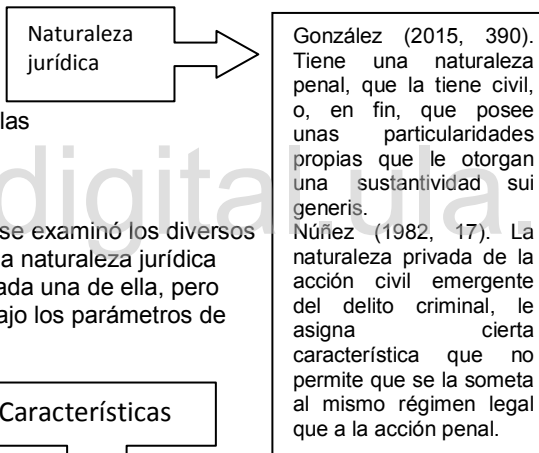 Naturaleza
jurídica
las
se examinó los diversos
a naturaleza jurídica
ada una de ella, pero
ajo los parámetros de
Características
González (2015, 390).
Tiene una naturaleza
penal, que la tiene civil,
o, en fin, que posee
unas particularidades
propias que le otorgan
una sustantividad sui
generis.
Núñez (1982, 17). La
naturaleza privada de la
acción civil emergente
del delito criminal, le
asigna cierta
característica que no
permite que se la someta
al mismo régimen legal
que a la acción penal.
digital.ula.